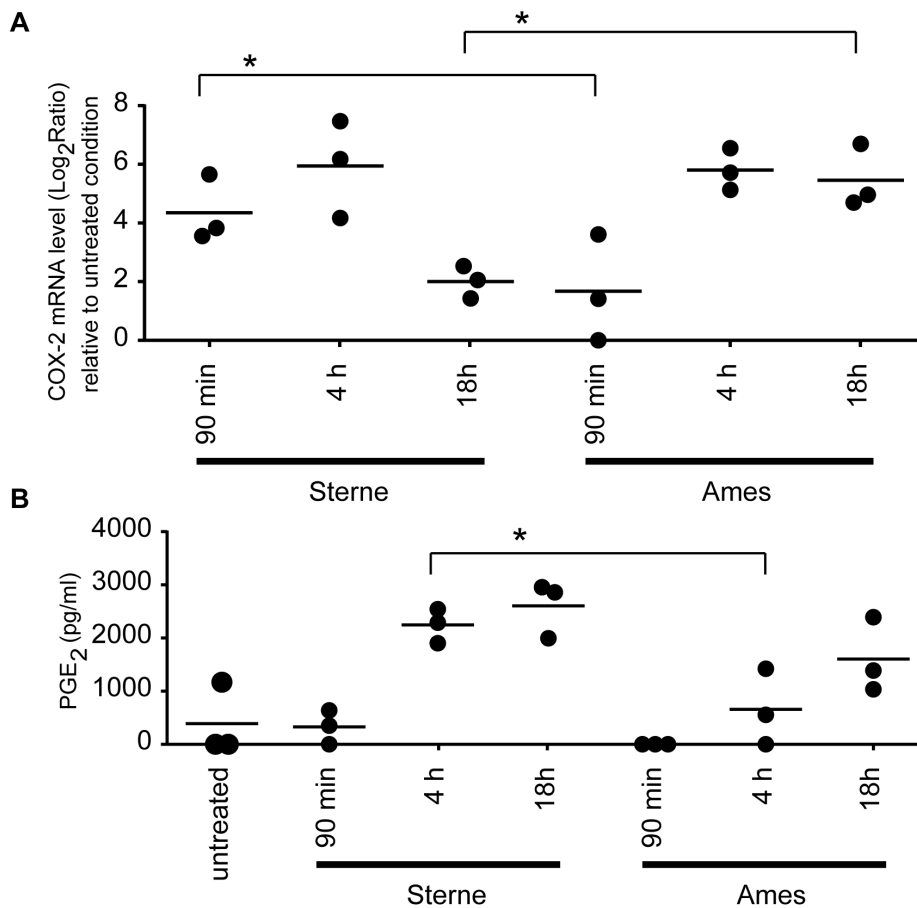 A
*
*
COX-2 mRNA level (Log2Ratio)
relative to untreated condition
8
6
4
2
0
90 min
4 h
18h
90 min
4 h
18h
Sterne
Ames
B
*
PGE2 (pg/ml)
4000
3000
2000
1000
0
untreated
90 min
4 h
18h
90 min
4 h
18h
Sterne
Ames